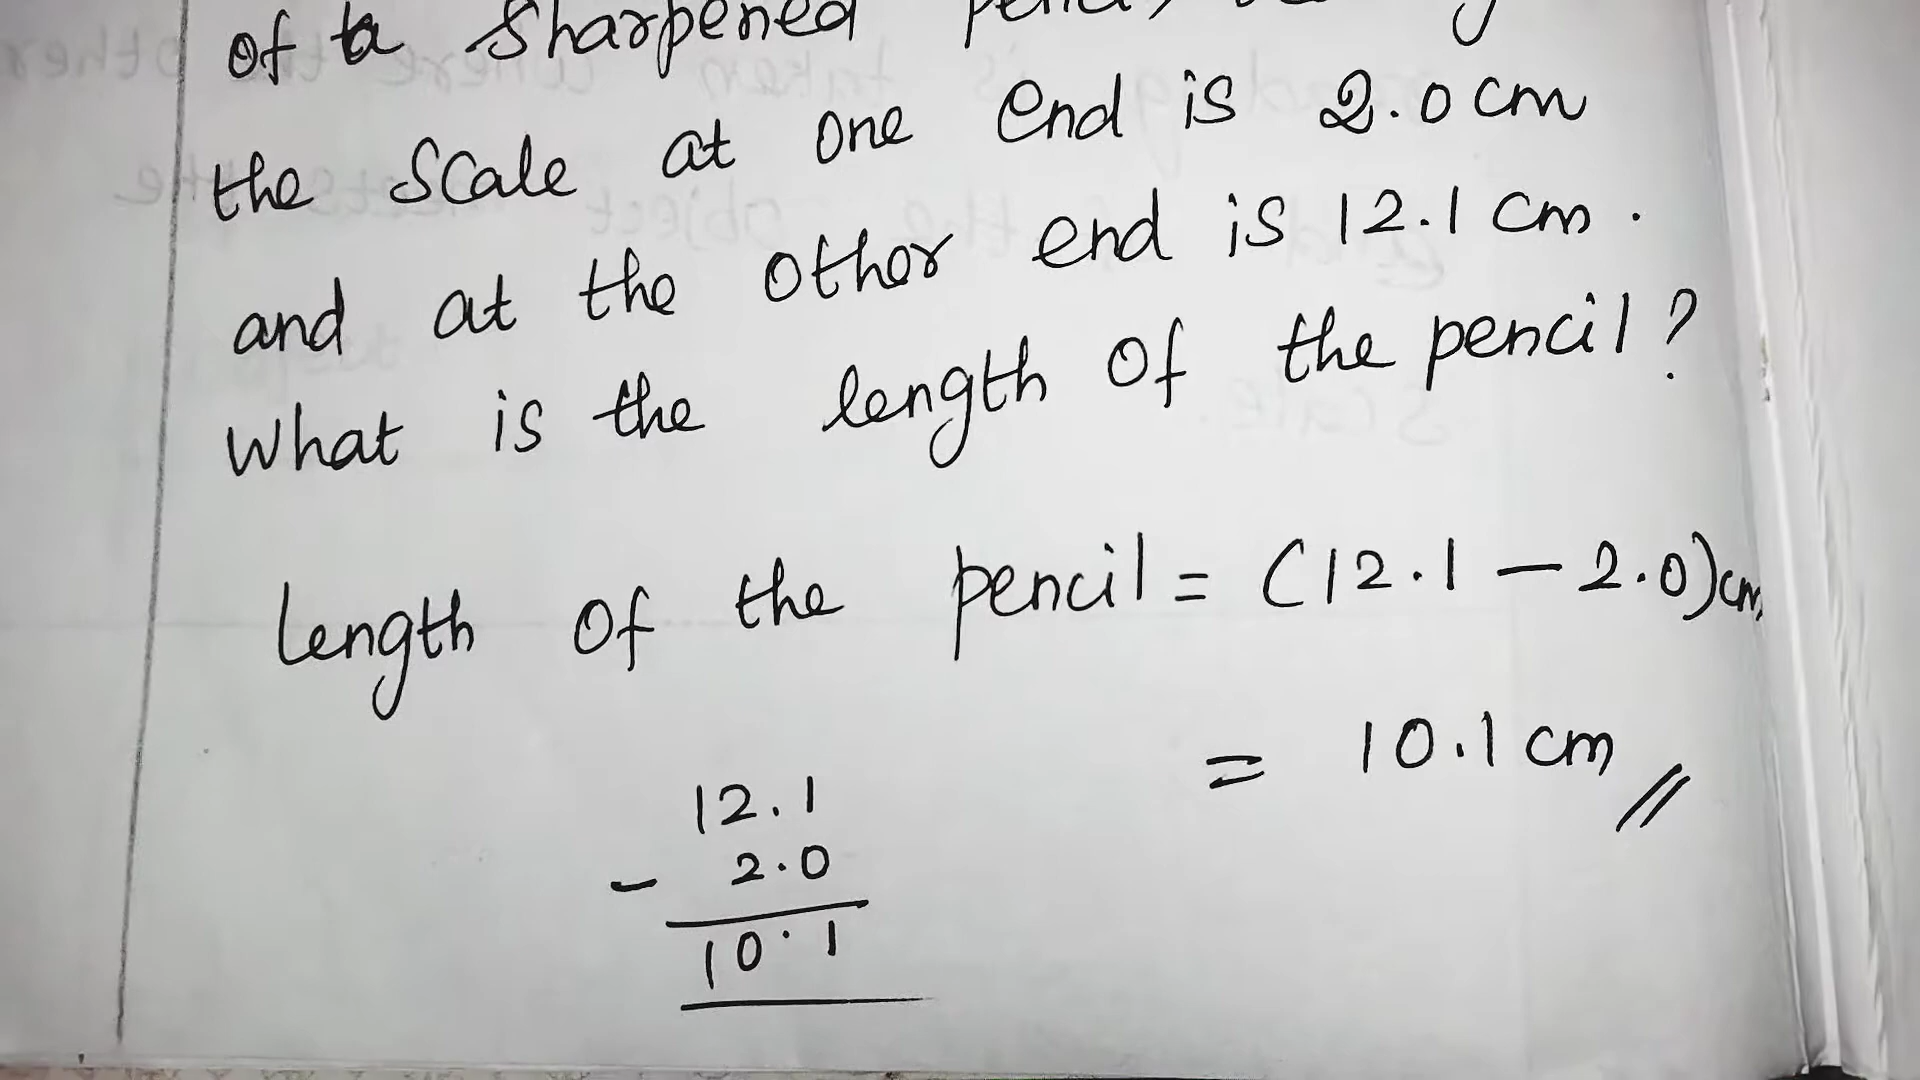 of a sharpened
the Scale at one end is 2.0 cm
and at the other end is 12.1 cm.
What is the length of the pencil?
Length of the pencil = (12.1 - 2.0)cm
= 10.1 cm //
12.1
- 2.0
10.1